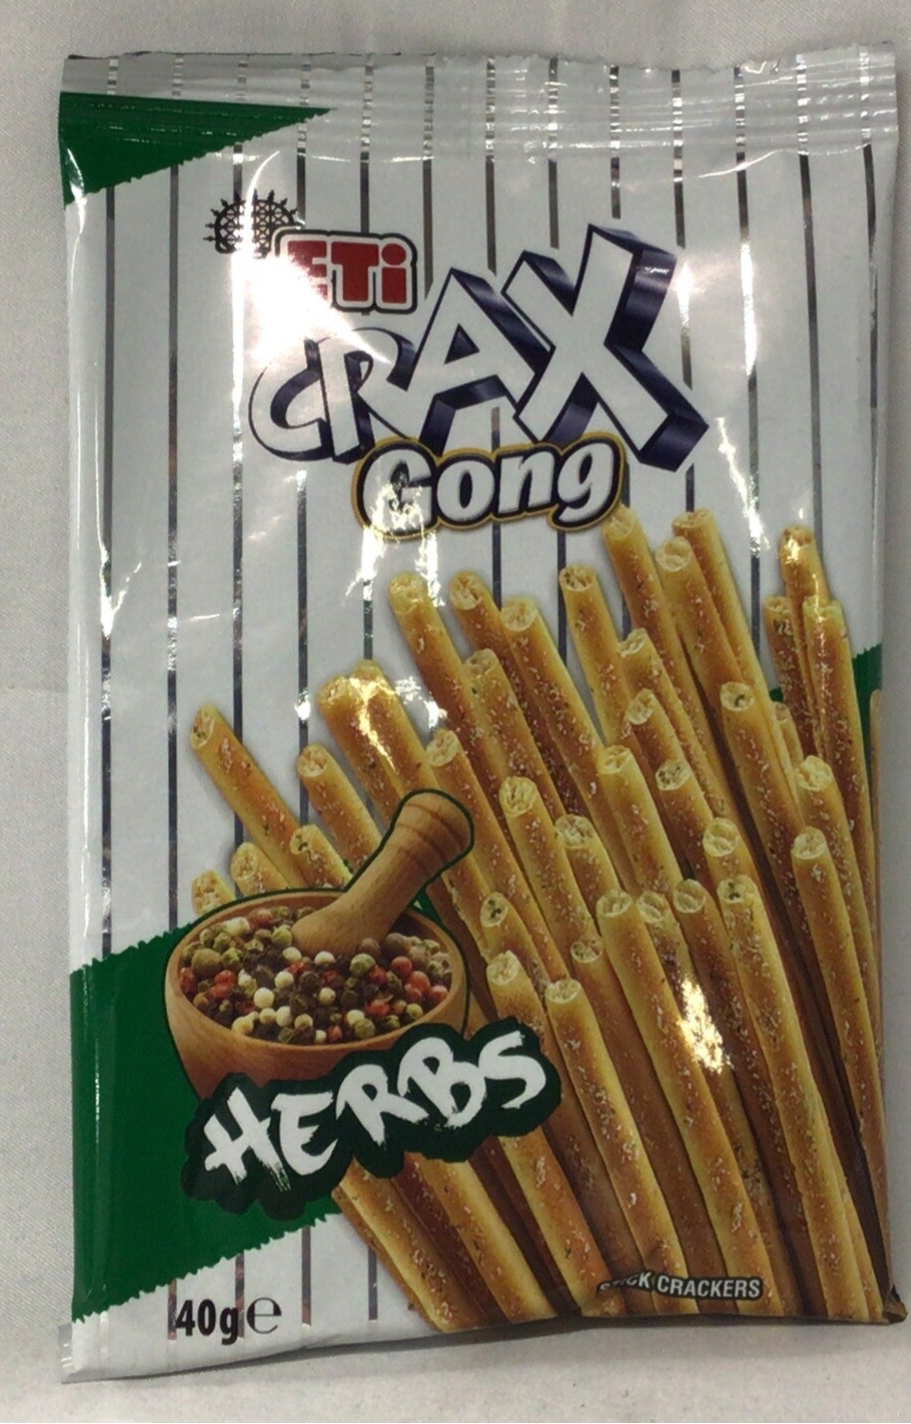 ETi
CRAX
Gong
HERBS
40g e
STICK CRACKERS